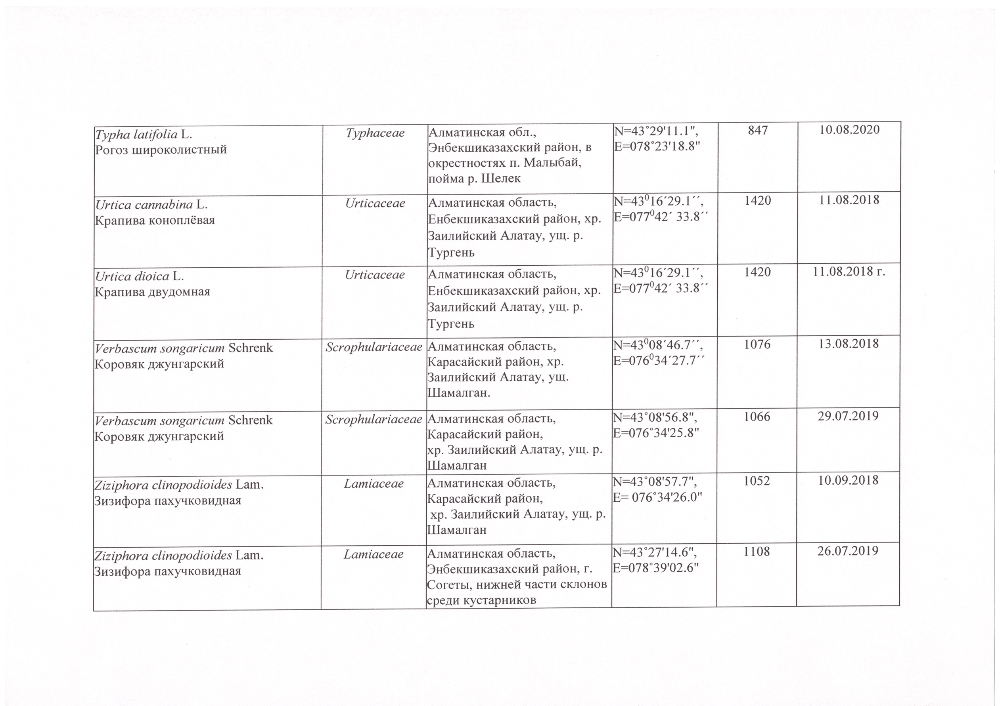 Typha latifolia L.
Рогоз широколистный
Typhaceae
Алматинская обл.,
Энбекшиказахский район, в
окрестностях п. Малыбай,
пойма р. Шелек
N=43°29'11.1",
E=078°23'18.8"
847
10.08.2020
Urtica cannabina L.
Крапива коноплёвая
Urticaceae
Алматинская область,
Енбекшиказахский район, хр.
Заилийский Алатау, ущ. р.
Тургень
N=43⁰16´29.1´´,
E=077⁰42´ 33.8´´
1420
11.08.2018
Urtica dioica L.
Крапива двудомная
Urticaceae
Алматинская область,
Енбекшиказахский район, хр.
Заилийский Алатау, ущ. р.
Тургень
N=43⁰16´29.1´´,
E=077⁰42´ 33.8´´
1420
11.08.2018 г.
Verbascum songaricum Schrenk
Коровяк джунгарский
Scrophulariaceae
Алматинская область,
Карасайский район, хр.
Заилийский Алатау, ущ.
Шамалган.
N=43⁰08´46.7´´,
E=076⁰34´27.7´´
1076
13.08.2018
Verbascum songaricum Schrenk
Коровяк джунгарский
Scrophulariaceae
Алматинская область,
Карасайский район,
хр. Заилийский Алатау, ущ. р.
Шамалган
N=43°08'56.8",
E=076°34'25.8"
1066
29.07.2019
Ziziphora clinopodioides Lam.
Зизифора пахучковидная
Lamiaceae
Алматинская область,
Карасайский район,
хр. Заилийский Алатау, ущ. р.
Шамалган
N=43°08'57.7",
E= 076°34'26.0"
1052
10.09.2018
Ziziphora clinopodioides Lam.
Зизифора пахучковидная
Lamiaceae
Алматинская область,
Энбекшиказахский район, г.
Согеты, нижней части склонов
среди кустарников
N=43°27'14.6",
E=078°39'02.6"
1108
26.07.2019